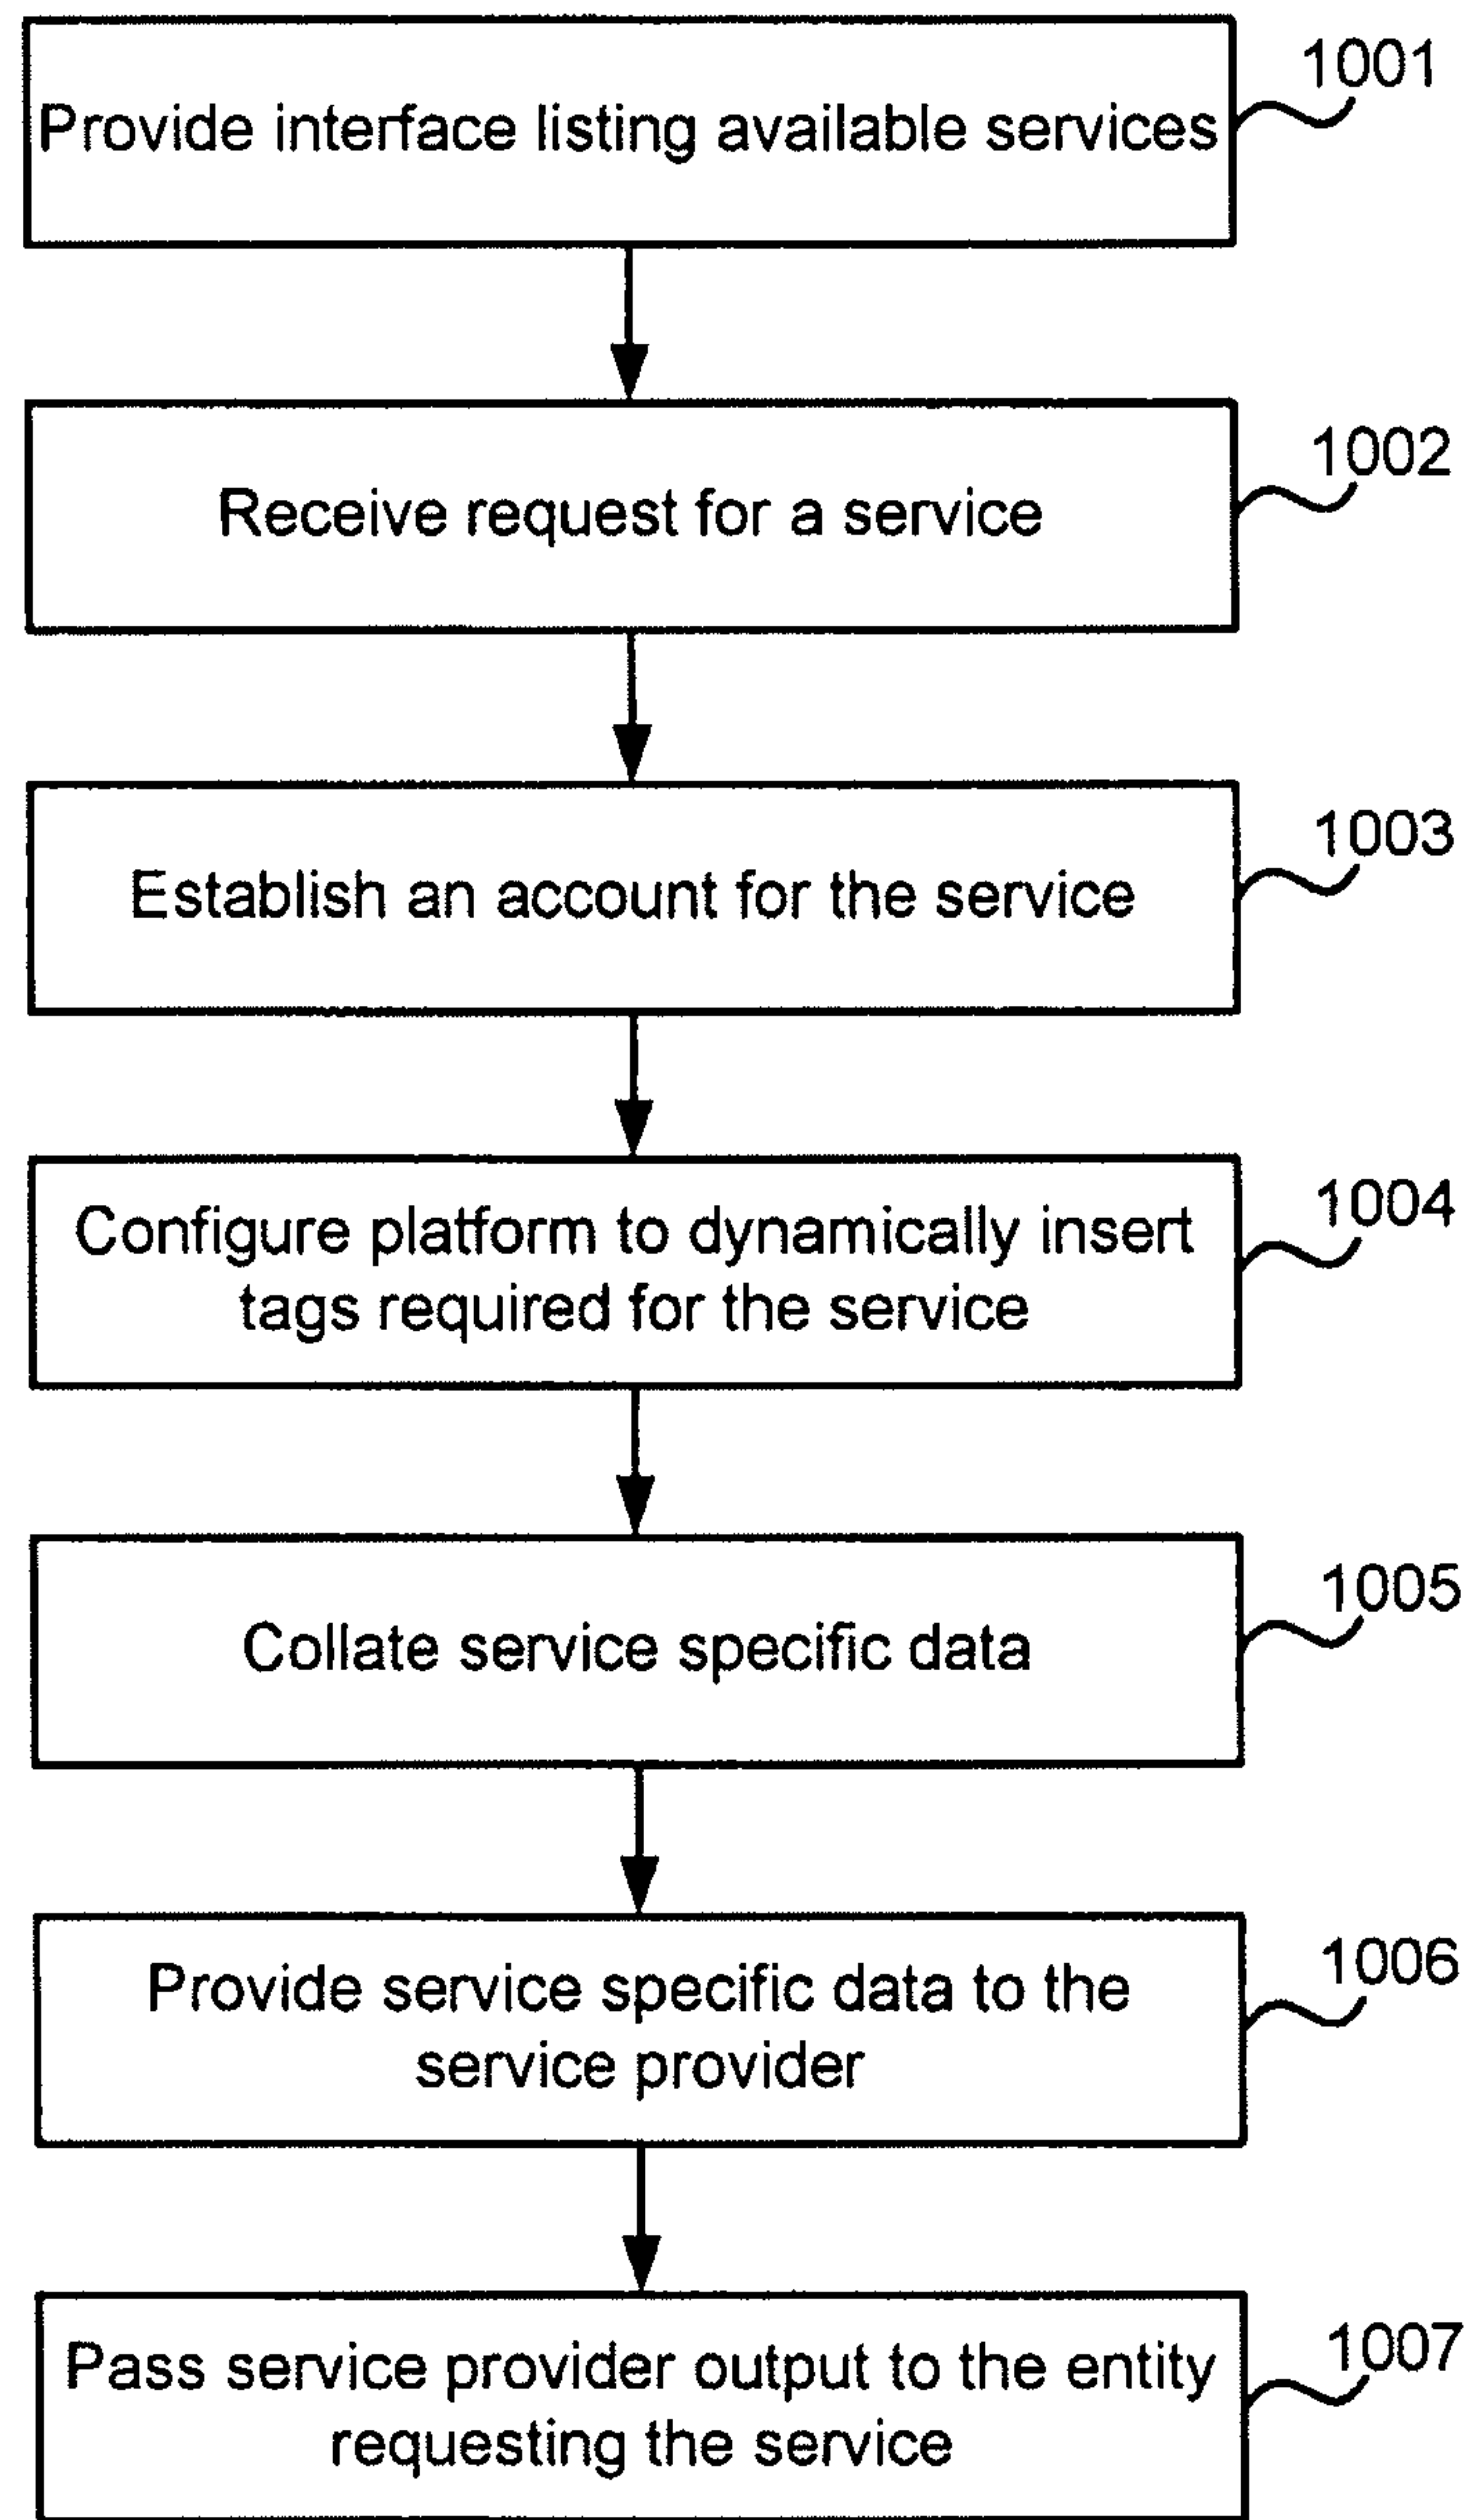 1001
Provide interface listing available services
1002
Receive request for a service
1003
Establish an account for the service
1004
Configure platform to dynamically insert
tags required for the service
1005
Collate service specific data
1006
Provide service specific data to the
service provider
1007
Pass service provider output to the entity
requesting the service